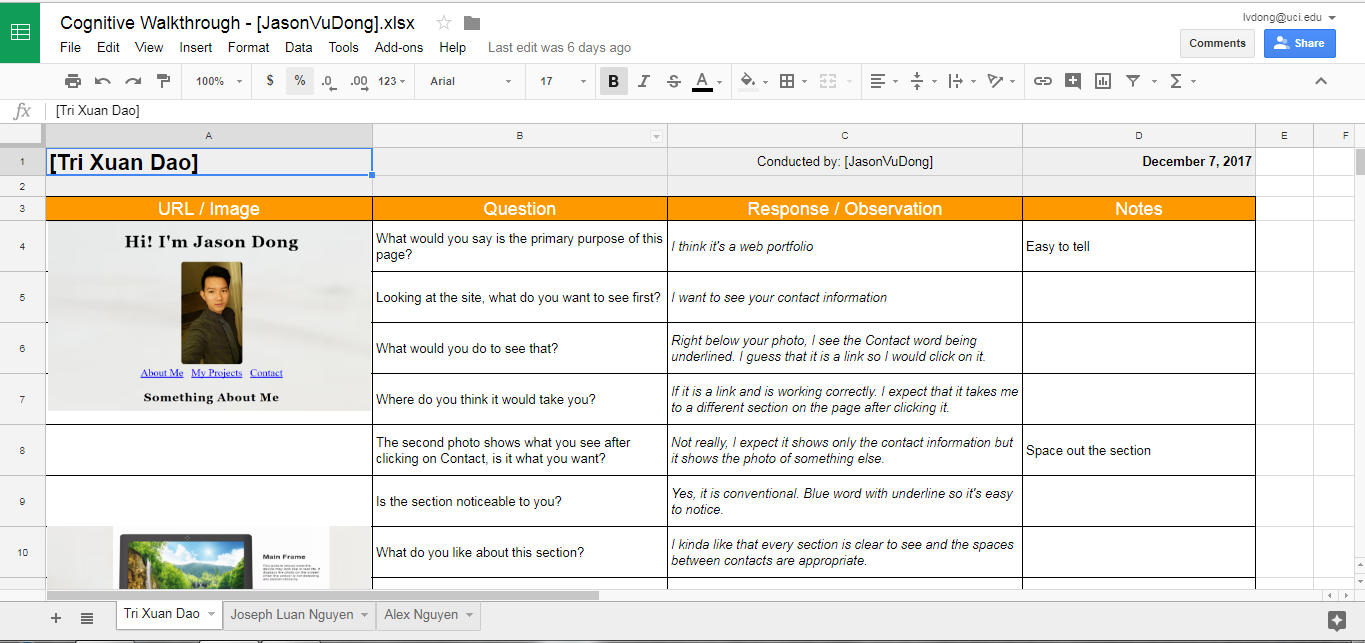 Cognitive Walkthrough - [JasonVuDong].xlsx
lvdong@uci.edu
File Edit View Insert Format Data Tools Add-ons Help Last edit was 6 days ago
Comments
Share
100% $ % .0 .00 123 Arial 17 B I S A Σ
fx [Tri Xuan Dao]
A B C D E F
1 [Tri Xuan Dao] Conducted by: [JasonVuDong] December 7, 2017
2
3 URL / Image Question Response / Observation Notes
Hi! I'm Jason Dong
About Me My Projects Contact
Something About Me
4 What would you say is the primary purpose of this
page?
I think it's a web portfolio
Easy to tell
5 Looking at the site, what do you want to see first?
I want to see your contact information
6 What would you do to see that?
Right below your photo, I see the Contact word being
underlined. I guess that it is a link so I would click on it.
7 Where do you think it would take you?
If it is a link and is working correctly. I expect that it takes me
to a different section on the page after clicking it.
8 The second photo shows what you see after
clicking on Contact, is it what you want?
Not really, I expect it shows only the contact information but
it shows the photo of something else.
Space out the section
9 Is the section noticeable to you?
Yes, it is conventional. Blue word with underline so it's easy
to notice.
10 Main Frame
What do you like about this section?
I kinda like that every section is clear to see and the spaces
between contacts are appropriate.
Tri Xuan Dao Joseph Luan Nguyen Alex Nguyen